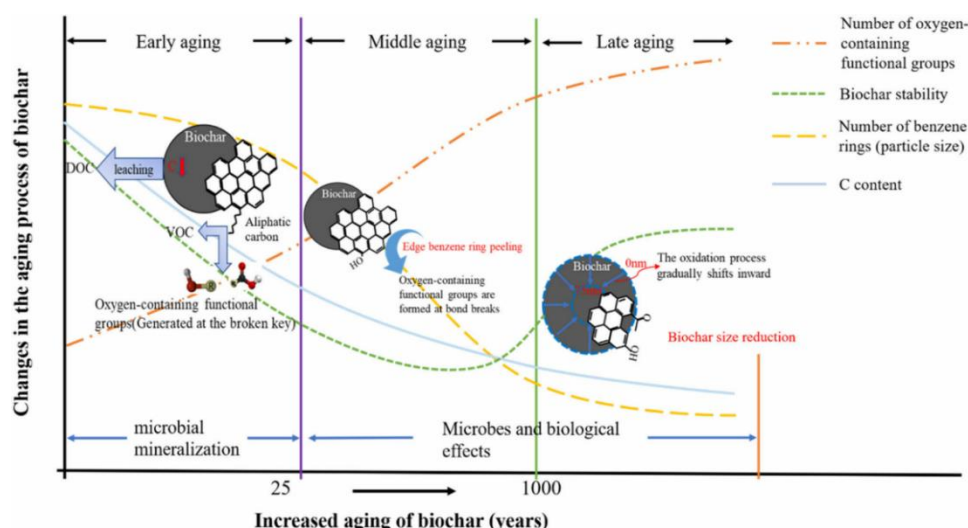 Early aging
Middle aging
Late aging
Number of oxygen-
containing
functional groups
Biochar stability
Number of benzene
rings (particle size)
C content
Changes in the aging process of biochar
Biochar
DOC
leaching
C
Aliphatic
carbon
VOC
Oxygen-containing functional
groups(Generated at the broken key)
Biochar
HO
Edge benzene ring peeling
Oxygen-containing
functional groups are
formed at bond breaks
Biochar
0nm
The oxidation process
gradually shifts inward
O
HO
Biochar size reduction
microbial
mineralization
Microbes and biological
effects
25
1000
Increased aging of biochar (years)